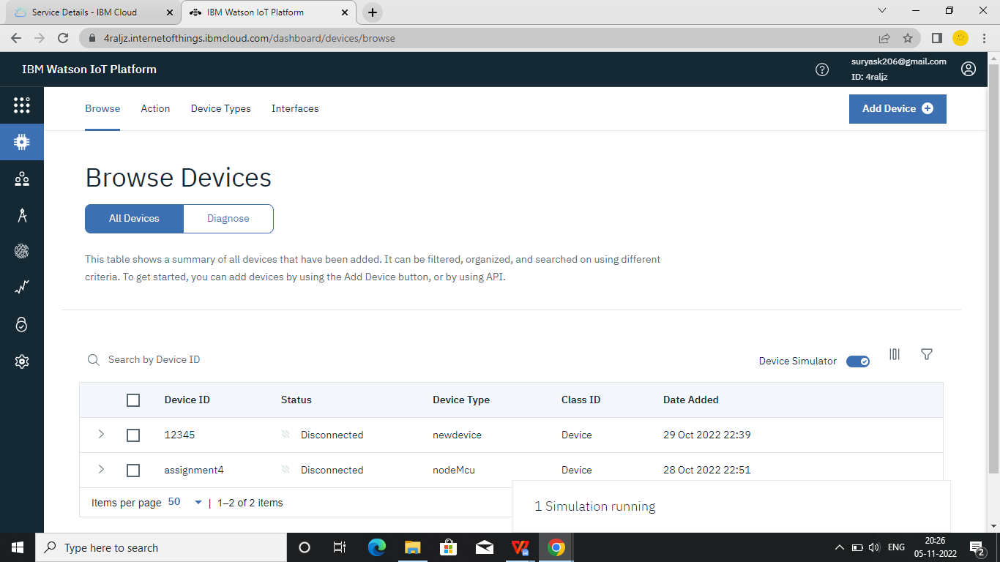 Service Details - IBM Cloud
IBM Watson IoT Platform
4raljz.internetofthings.ibmcloud.com/dashboard/devices/browse
IBM Watson IoT Platform
suryask206@gmail.com
ID: 4raljz
Browse Action Device Types Interfaces
Add Device
Browse Devices
All Devices Diagnose
This table shows a summary of all devices that have been added. It can be filtered, organized, and searched on using different
criteria. To get started, you can add devices by using the Add Device button, or by using API.
Search by Device ID
Device Simulator
Device ID Status Device Type Class ID Date Added
12345 Disconnected newdevice Device 29 Oct 2022 22:39
assignment4 Disconnected nodeMcu Device 28 Oct 2022 22:51
Items per page 50 | 1–2 of 2 items
1 Simulation running
Type here to search
ENG
20:26
05-11-2022
2